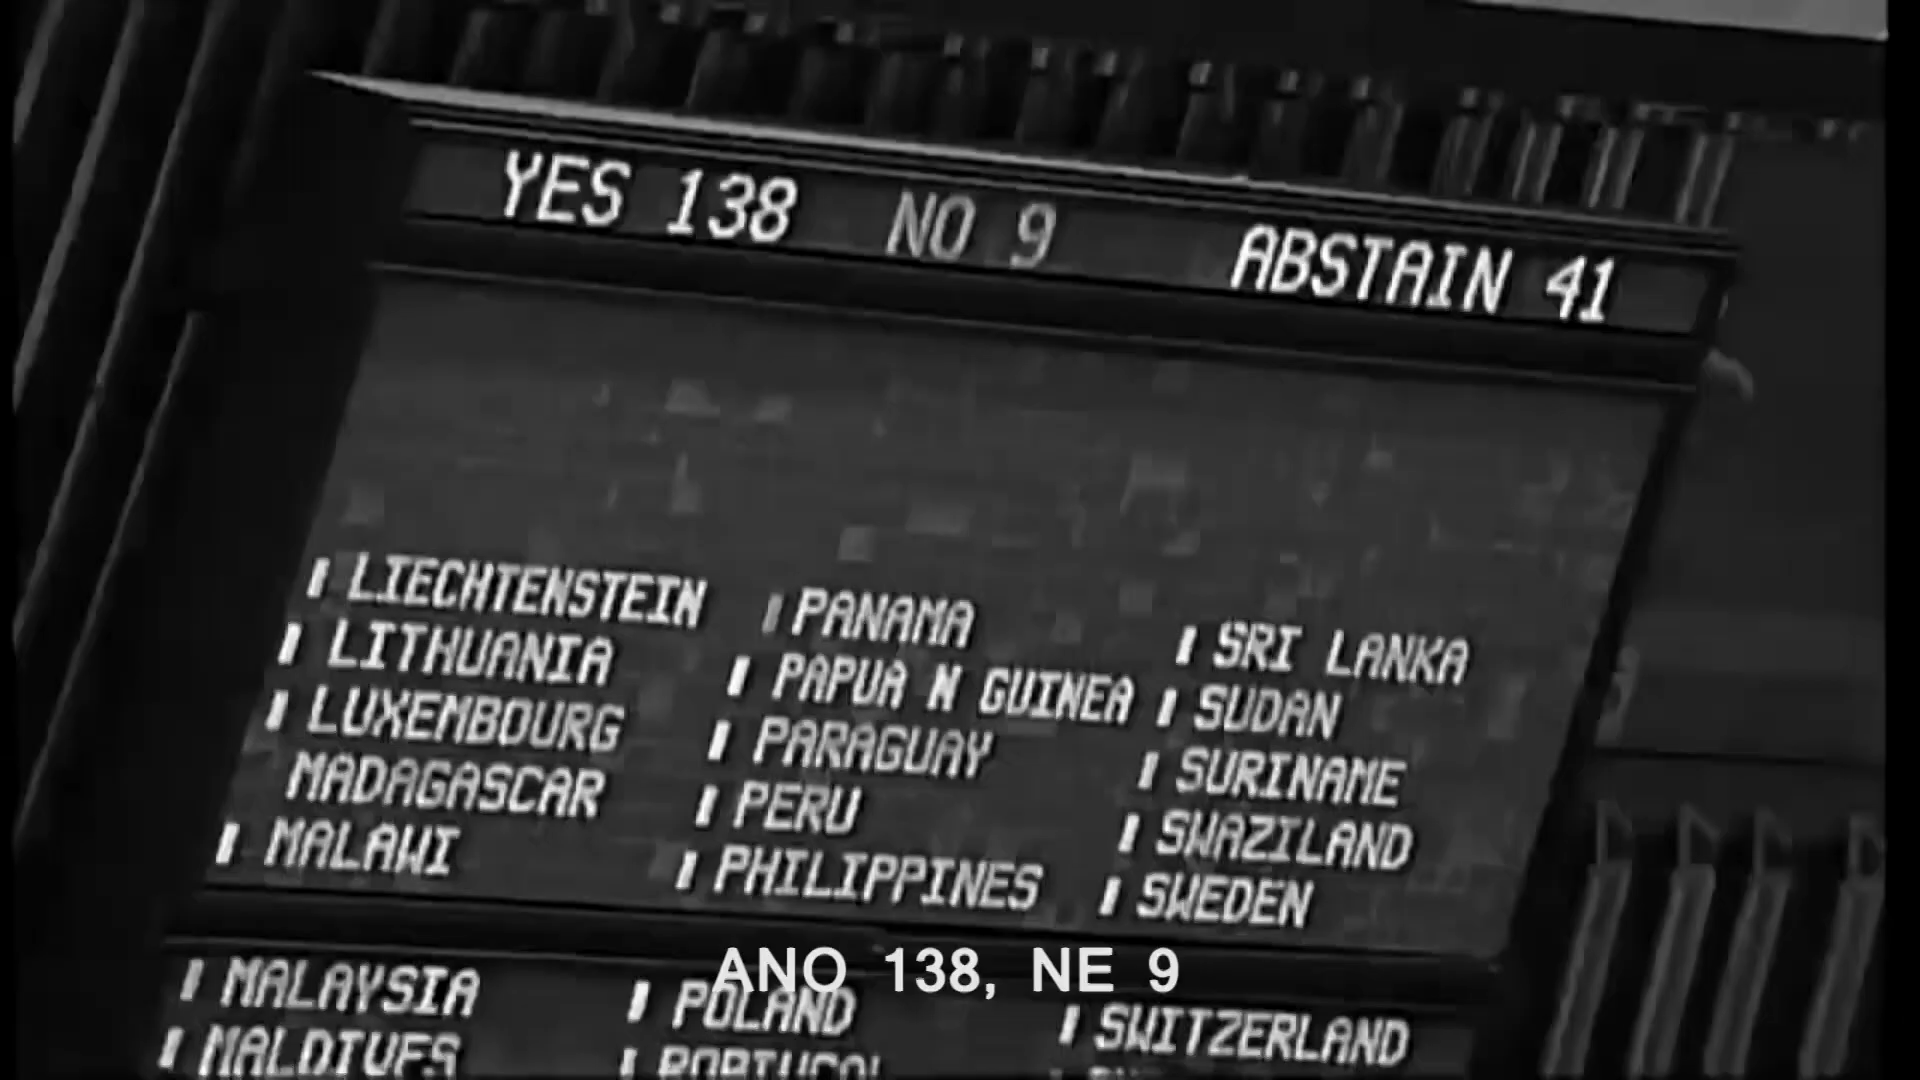 YES 138 NO 9 ABSTAIN 41
LIECHTENSTEIN PANAMA SRI LANKA
LITHUANIA PAPUA N GUINEA SUDAN
LUXEMBOURG PARAGUAY SURINAME
MADAGASCAR PERU SWAZILAND
MALAWI PHILIPPINES SWEDEN
MALAYSIA POLAND SWITZERLAND
MALDIVES
ANO 138, NE 9